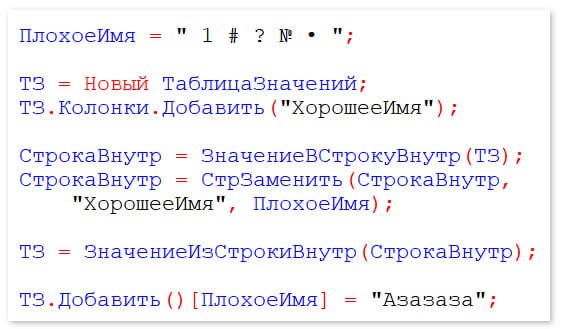 ПлохоеИмя = " 1 # ? № • ";
ТЗ = Новый ТаблицаЗначений;
ТЗ.Колонки.Добавить("ХорошееИмя");
СтрокаВнутр = ЗначениеВСтрокуВнутр(ТЗ);
СтрокаВнутр = СтрЗаменить(СтрокаВнутр,
"ХорошееИмя", ПлохоеИмя);
ТЗ = ЗначениеИзСтрокиВнутр(СтрокаВнутр);
ТЗ.Добавить()[ПлохоеИмя] = "Азазаза";